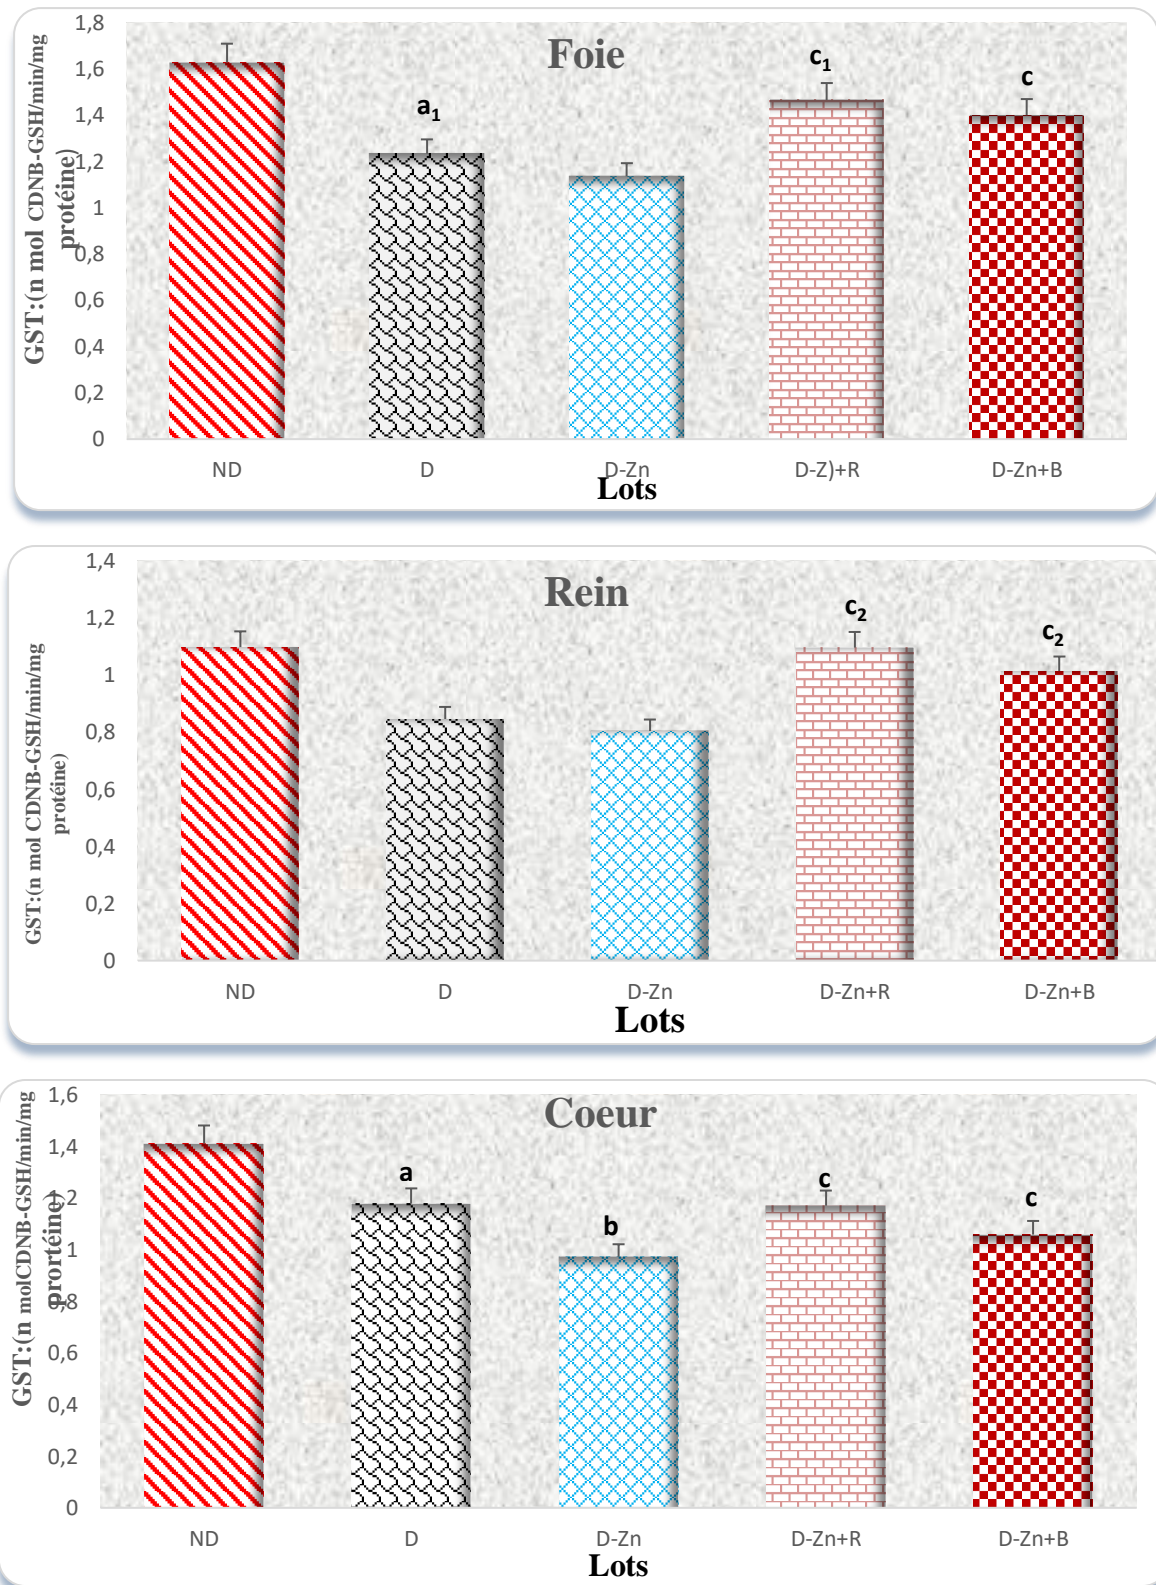 Foie
GST:(n mol CDNB-GSH/min/mg
protéine)
1,8
1,6
1,4
1,2
1
0,8
0,6
0,4
0,2
0
a1
c1
c
ND D D-Zn D-Z)+R D-Zn+B
Lots
Rein
GST:(n mol CDNB-GSH/min/mg
protéine)
1,4
1,2
1
0,8
0,6
0,4
0,2
0
c2
c2
ND D D-Zn D-Zn+R D-Zn+B
Lots
Coeur
GST:(n molCDNB-GSH/min/mg
prortéine)
1,6
1,4
1,2
1
0,8
0,6
0,4
0,2
0
a
b
c
c
ND D D-Zn D-Zn+R D-Zn+B
Lots